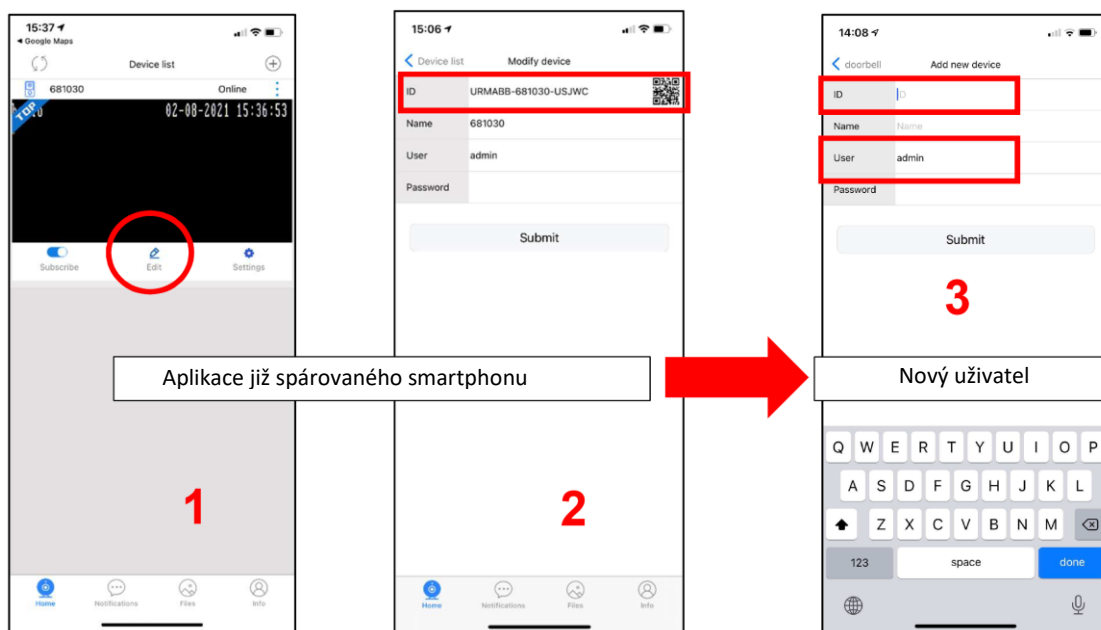 15:37
Google Maps
Device list
681030
Online
TOP
02-08-2021 15:36:53
Subscribe
Edit
Settings
1
Home
Notifications
Files
Info
15:06
Device list
Modify device
ID
URMABB-681030-USJWC
Name
681030
User
admin
Password
Submit
2
Home
Notifications
Files
Info
Aplikace již spárovaného smartphonu
14:08
doorbell
Add new device
ID
ID
Name
Name
User
admin
Password
Submit
3
Nový uživatel
Q W E R T Y U I O P
A S D F G H J K L
Z X C V B N M
123
space
done